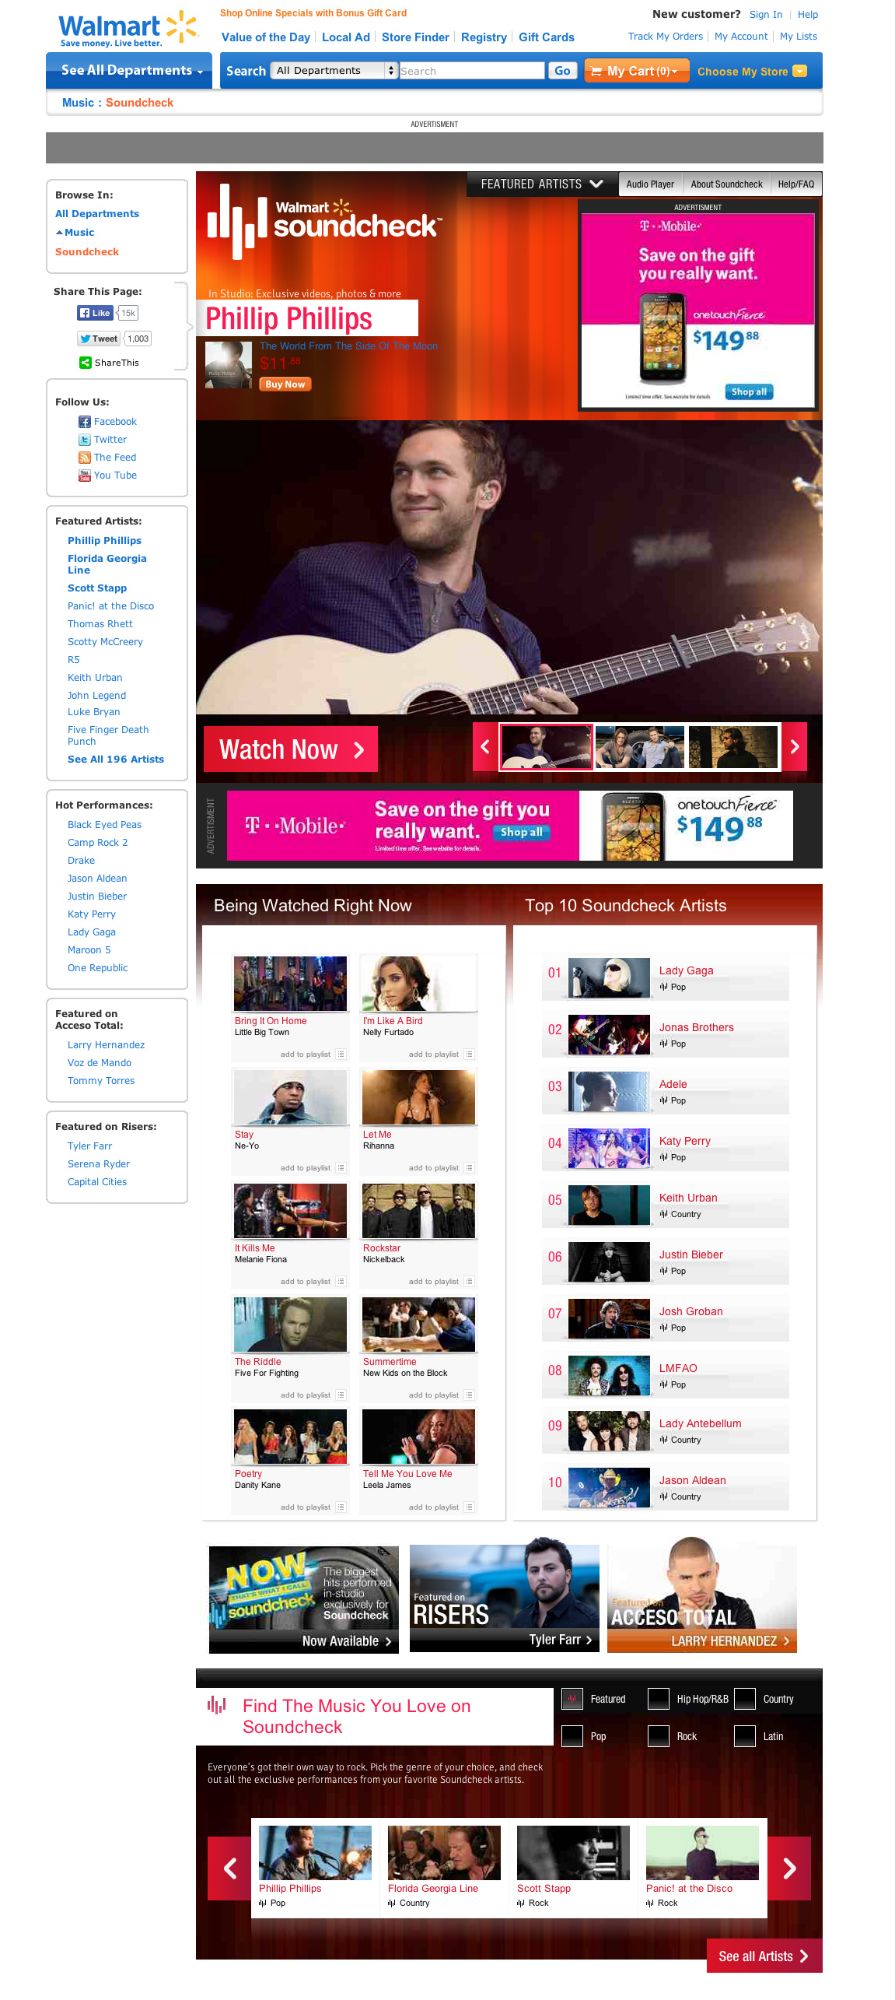 Walmart
Save money. Live better.
Shop Online Specials with Bonus Gift Card
New customer? Sign In Help
Value of the Day Local Ad Store Finder Registry Gift Cards
Track My Orders My Account My Lists
See All Departments
Search All Departments Search Go My Cart (0) Choose My Store
Music : Soundcheck
ADVERTISMENT
Browse In:
All Departments
Music
Soundcheck
Share This Page:
Like 15k
Tweet 1,003
ShareThis
Follow Us:
Facebook
Twitter
The Feed
You Tube
Featured Artists:
Phillip Phillips
Florida Georgia
Line
Scott Stapp
Panic! at the Disco
Thomas Rhett
Scotty McCreery
R5
Keith Urban
John Legend
Luke Bryan
Five Finger Death
Punch
See All 196 Artists
Hot Performances:
Black Eyed Peas
Camp Rock 2
Drake
Jason Aldean
Justin Bieber
Katy Perry
Lady Gaga
Maroon 5
One Republic
Featured on
Acceso Total:
Larry Hernandez
Voz de Mando
Tommy Torres
Featured on Risers:
Tyler Farr
Serena Ryder
Capital Cities
FEATURED ARTISTS Audio Player About Soundcheck Help/FAQ
Walmart
soundcheck™
In Studio: Exclusive videos, photos & more
Phillip Phillips
The World From The Side Of The Moon
$11.88
Buy Now
ADVERTISMENT
T··Mobile·
Save on the gift
you really want.
onetouchFierce™
$149 88
Limited time offer. See website for details.
Shop all
Watch Now
ADVERTISMENT
T··Mobile·
Save on the gift you
really want. Shop all
Limited time offer. See website for details.
onetouchFierce™
$149 88
Being Watched Right Now
Bring It On Home
Little Big Town
add to playlist
I'm Like A Bird
Nelly Furtado
add to playlist
Stay
Ne-Yo
add to playlist
Let Me
Rihanna
add to playlist
It Kills Me
Melanie Fiona
add to playlist
Rockstar
Nickelback
add to playlist
The Riddle
Five For Fighting
add to playlist
Summertime
New Kids on the Block
add to playlist
Poetry
Danity Kane
add to playlist
Tell Me You Love Me
Leela James
add to playlist
Top 10 Soundcheck Artists
01 Lady Gaga
Pop
02 Jonas Brothers
Pop
03 Adele
Pop
04 Katy Perry
Pop
05 Keith Urban
Country
06 Justin Bieber
Pop
07 Josh Groban
Pop
08 LMFAO
Pop
09 Lady Antebellum
Country
10 Jason Aldean
Country
NOW
THAT'S WHAT I CALL
soundcheck
The biggest
hits performed
in-studio
exclusively for
Soundcheck
Now Available
Featured on
RISERS
Tyler Farr
Featured on
ACCESO TOTAL
LARRY HERNANDEZ
Find The Music You Love on
Soundcheck
Featured Hip Hop/R&B Country
Pop Rock Latin
Everyone's got their own way to rock. Pick the genre of your choice, and check
out all the exclusive performances from your favorite Soundcheck artists.
Phillip Phillips
Pop
Florida Georgia Line
Country
Scott Stapp
Rock
Panic! at the Disco
Rock
See all Artists